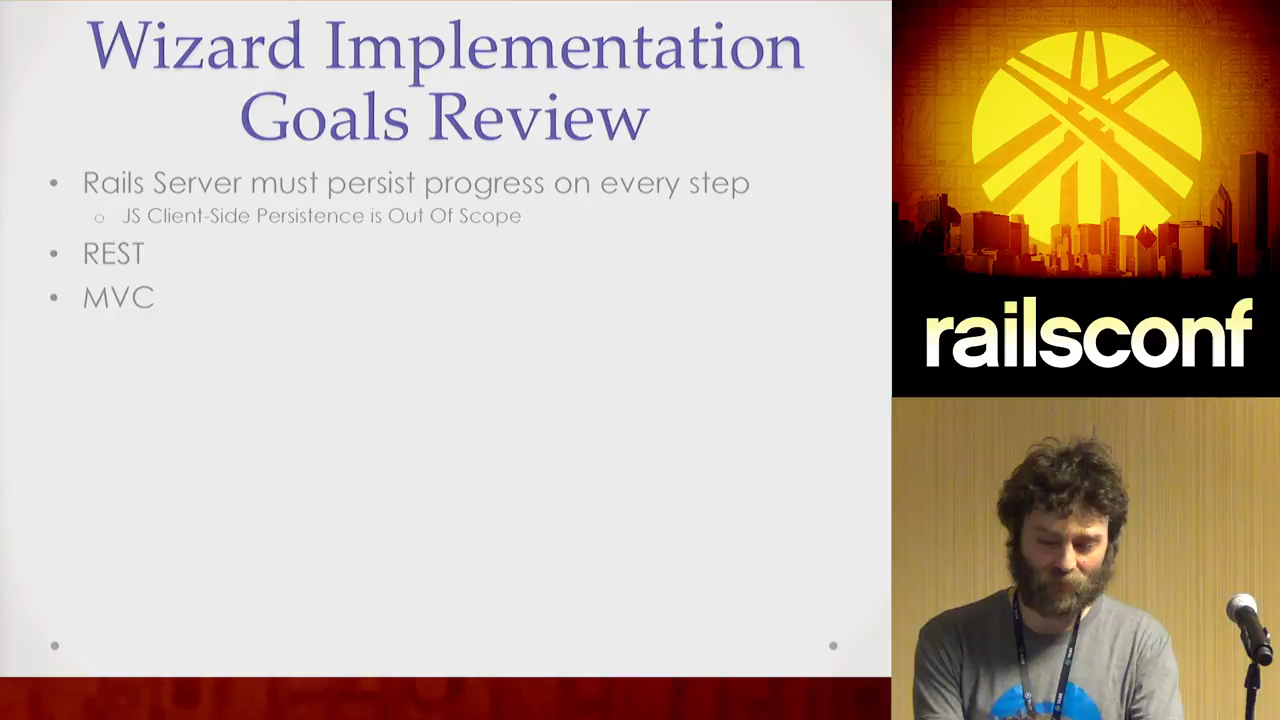 Wizard Implementation
Goals Review
• Rails Server must persist progress on every step
o JS Client-Side Persistence is Out Of Scope
• REST
• MVC
railsconf